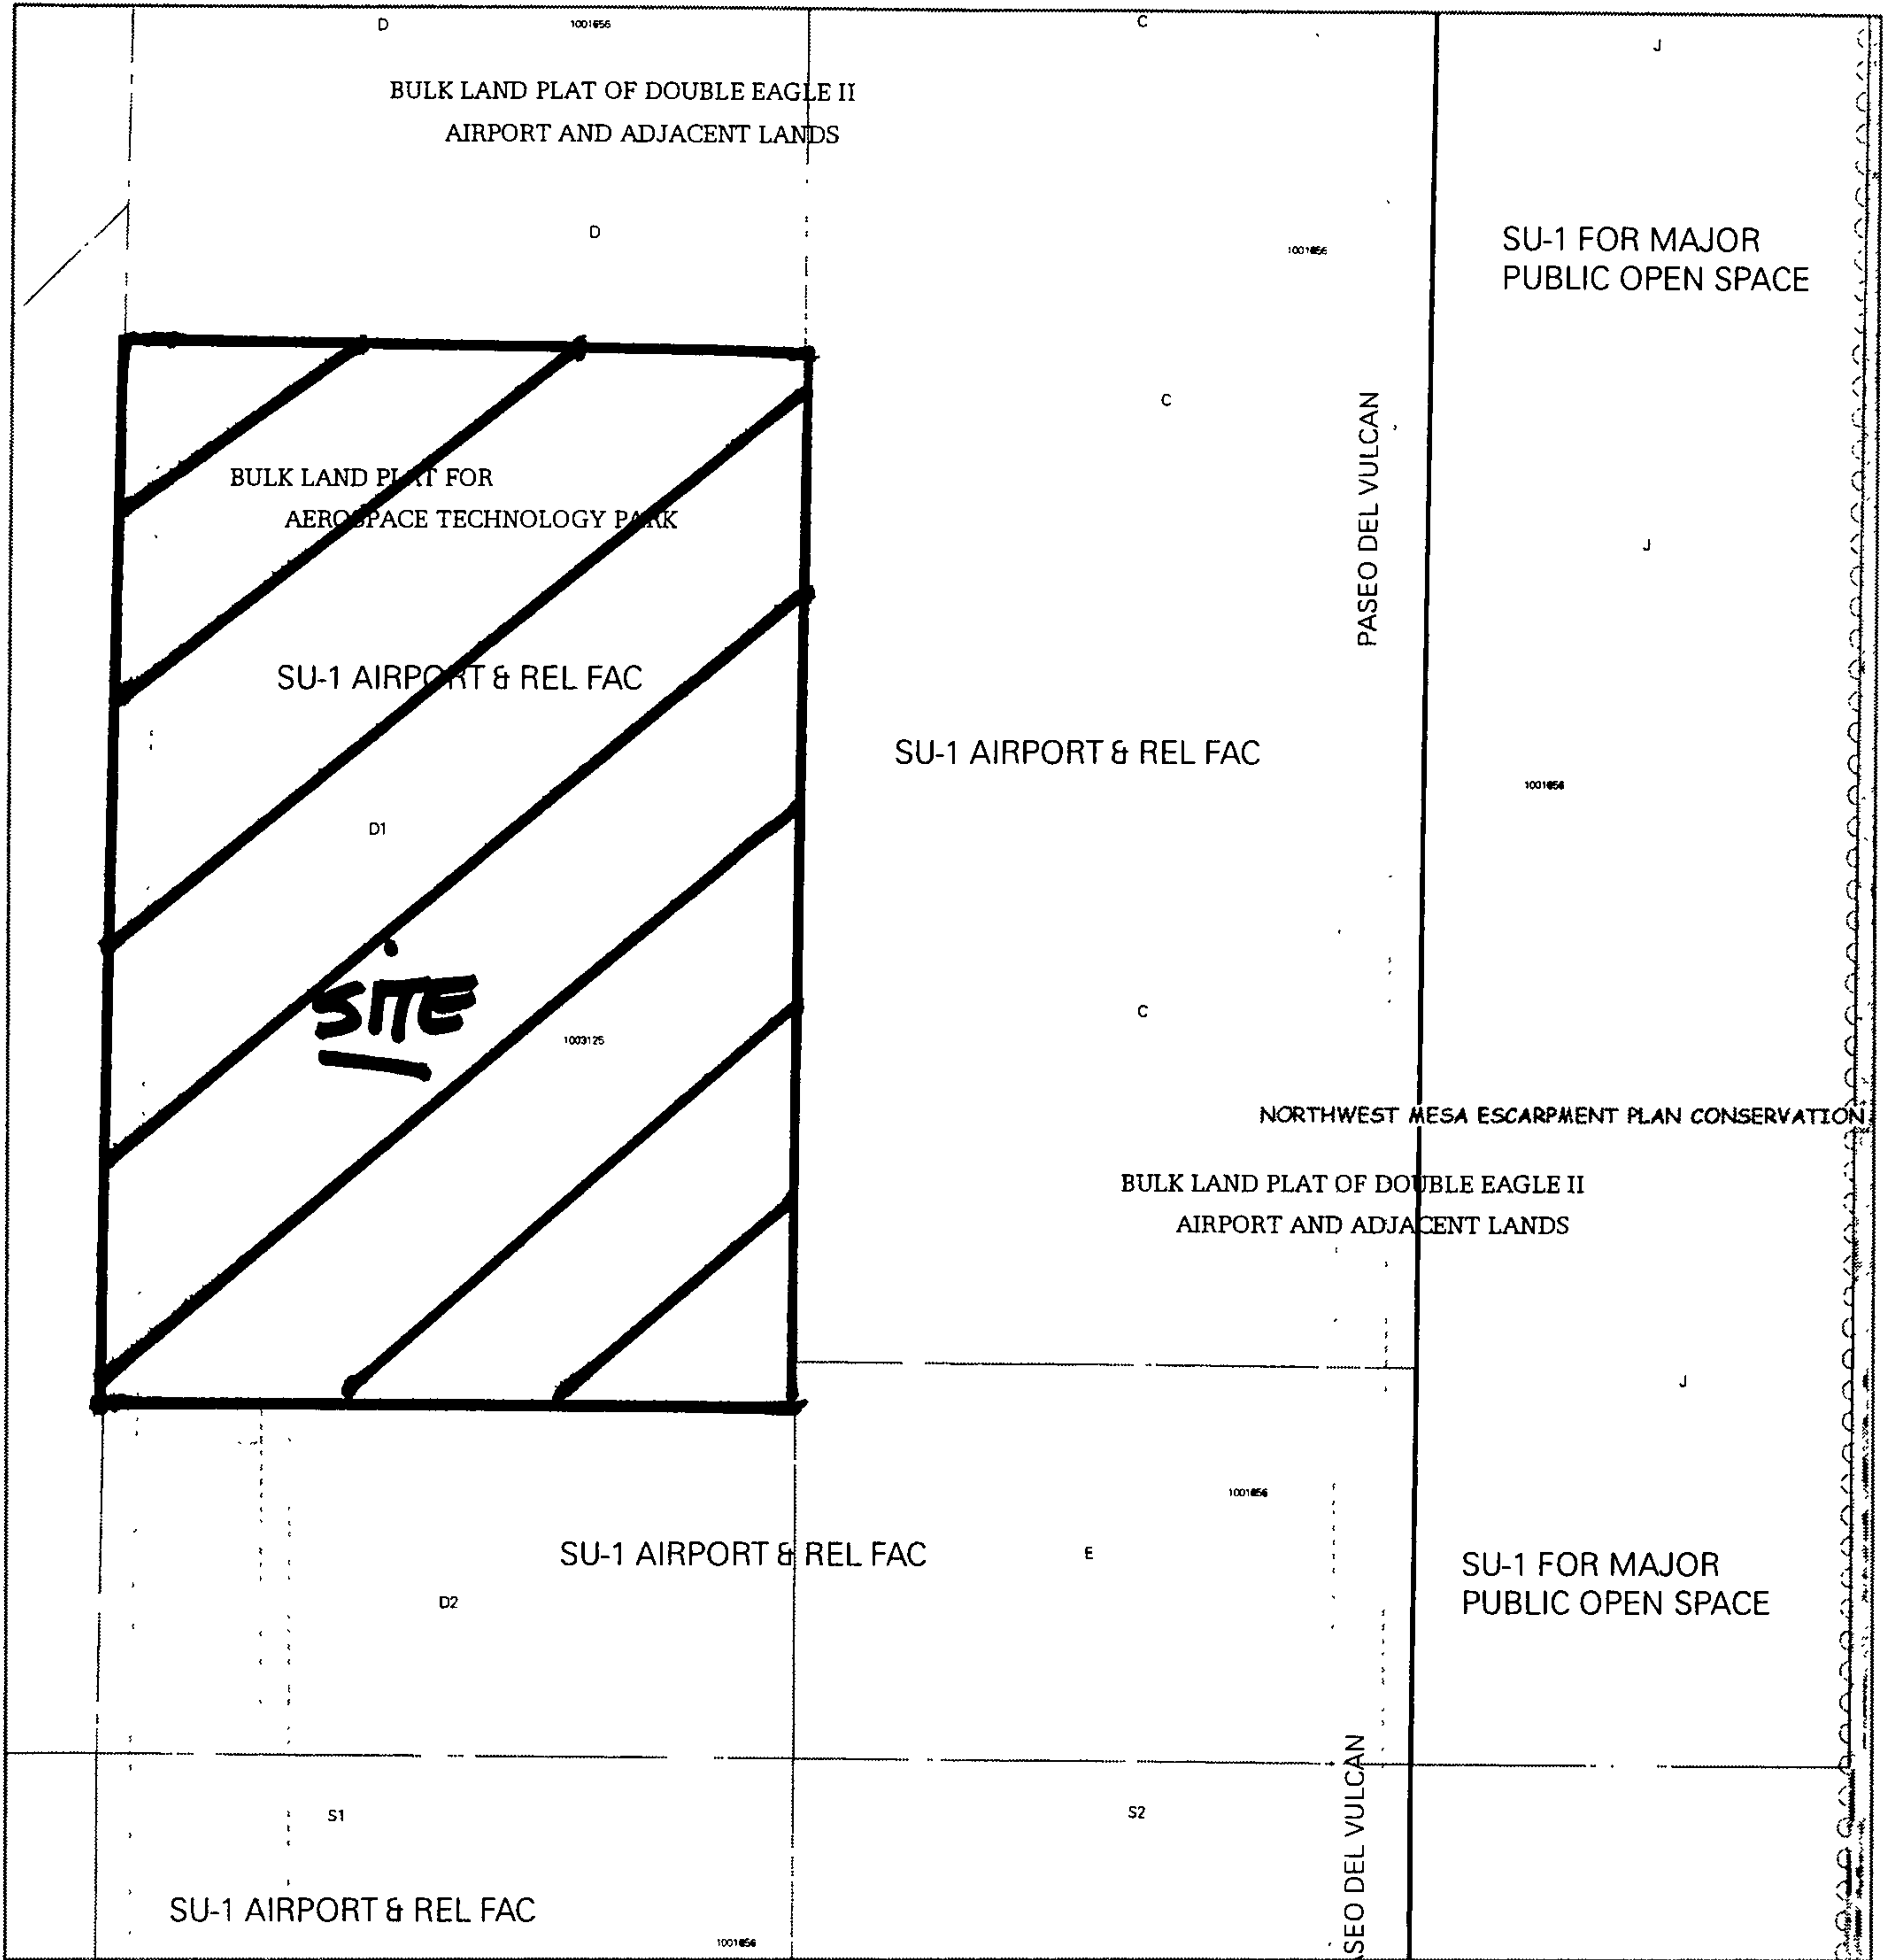 D
1001656
C
J
BULK LAND PLAT OF DOUBLE EAGLE II
AIRPORT AND ADJACENT LANDS
D
1001656
SU-1 FOR MAJOR
PUBLIC OPEN SPACE
C
PASEO DEL VULCAN
BULK LAND PLAT FOR
AEROSPACE TECHNOLOGY PARK
J
SU-1 AIRPORT & REL FAC
SU-1 AIRPORT & REL FAC
1001656
D1
SITE
1003125
C
NORTHWEST MESA ESCARPMENT PLAN CONSERVATION
BULK LAND PLAT OF DOUBLE EAGLE II
AIRPORT AND ADJACENT LANDS
J
1001656
SU-1 AIRPORT & REL FAC
E
SU-1 FOR MAJOR
PUBLIC OPEN SPACE
D2
S1
S2
SEO DEL VULCAN
SU-1 AIRPORT & REL FAC
1001656